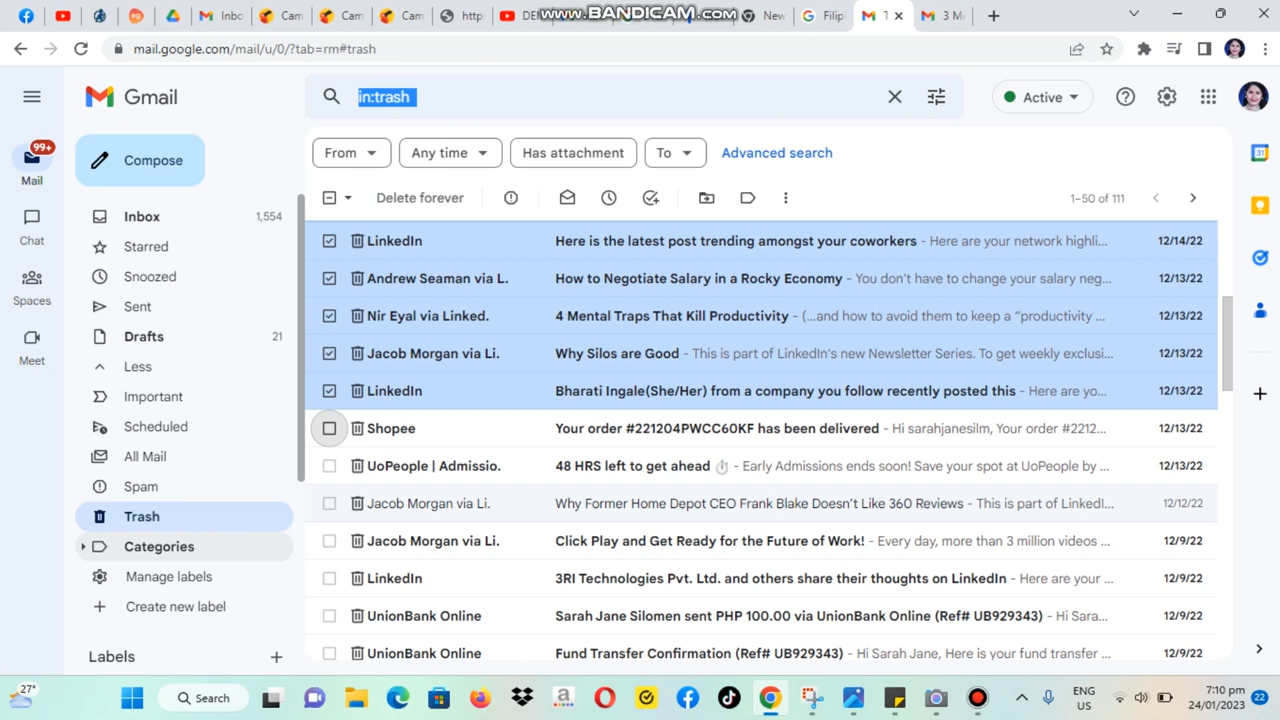 Inbo
Cam
Cam
Cam
http
DE
WWW.BANDICAM.COM
New
Filip
T
3 M
mail.google.com/mail/u/0/?tab=rm#trash
Gmail
in:trash
Active
From
Any time
Has attachment
To
Advanced search
99+
Mail
Chat
Spaces
Meet
Compose
Inbox 1,554
Starred
Snoozed
Sent
Drafts 21
Less
Important
Scheduled
All Mail
Spam
Trash
Categories
Manage labels
Create new label
Labels
Delete forever
1–50 of 111
LinkedIn Here is the latest post trending amongst your coworkers - Here are your network highli... 12/14/22
Andrew Seaman via L. How to Negotiate Salary in a Rocky Economy - You don't have to change your salary neg... 12/13/22
Nir Eyal via Linked. 4 Mental Traps That Kill Productivity - (...and how to avoid them to keep a “productivity ... 12/13/22
Jacob Morgan via Li. Why Silos are Good - This is part of LinkedIn's new Newsletter Series. To get weekly exclusi... 12/13/22
LinkedIn Bharati Ingale(She/Her) from a company you follow recently posted this - Here are yo... 12/13/22
Shopee Your order #221204PWCC60KF has been delivered - Hi sarahjanesilm, Your order #2212... 12/13/22
UoPeople | Admissio. 48 HRS left to get ahead ⏱ - Early Admissions ends soon! Save your spot at UoPeople by ... 12/13/22
Jacob Morgan via Li. Why Former Home Depot CEO Frank Blake Doesn’t Like 360 Reviews - This is part of LinkedI... 12/12/22
Jacob Morgan via Li. Click Play and Get Ready for the Future of Work! - Every day, more than 3 million videos ... 12/9/22
LinkedIn 3RI Technologies Pvt. Ltd. and others share their thoughts on LinkedIn - Here are your ... 12/9/22
UnionBank Online Sarah Jane Silomen sent PHP 100.00 via UnionBank Online (Ref# UB929343) - Hi Sara... 12/9/22
UnionBank Online Fund Transfer Confirmation (Ref# UB929343) - Hi Sarah Jane, Here is your fund transfer ... 12/9/22
27°
Search
ENG
US
7:10 pm
24/01/2023
22